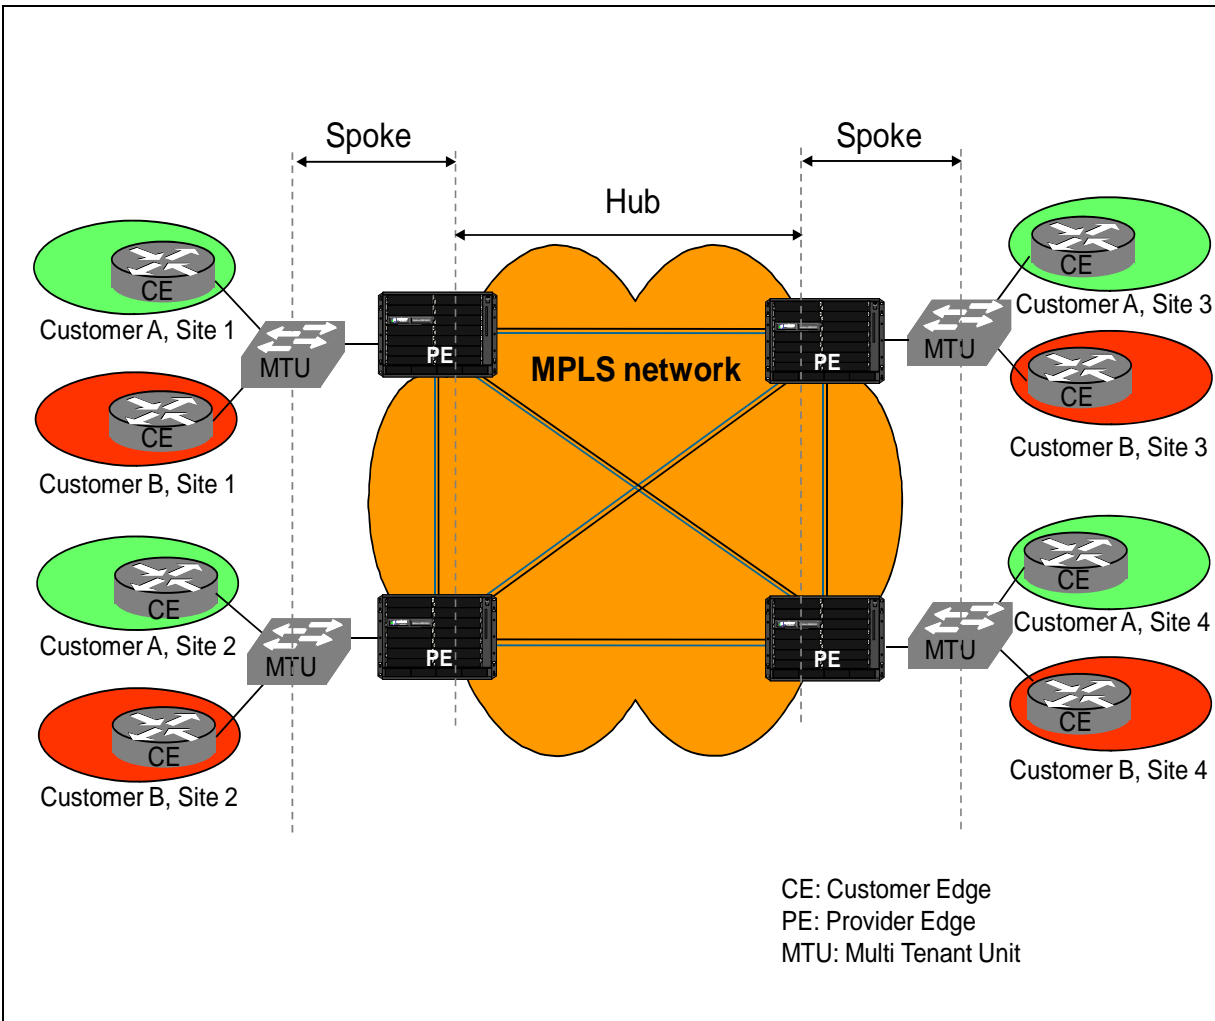 Spoke
Spoke
Hub
CE
Customer A, Site 1
CE
Customer A, Site 3
MTU
PE
MPLS network
PE
MTU
CE
Customer B, Site 1
CE
Customer B, Site 3
CE
Customer A, Site 2
CE
Customer A, Site 4
MTU
PE
PE
MTU
CE
Customer B, Site 2
CE
Customer B, Site 4
CE: Customer Edge
PE: Provider Edge
MTU: Multi Tenant Unit